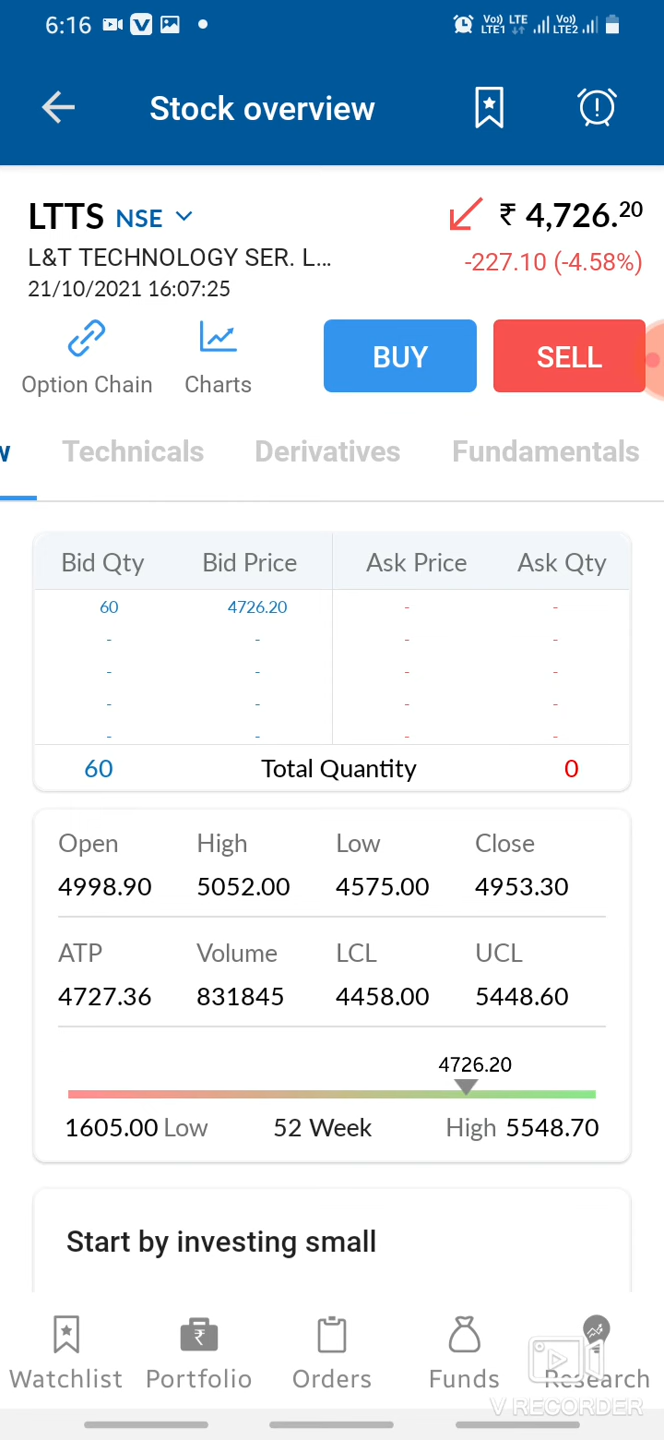 6:16 Vo) LTE1 LTE Vo) LTE2
Stock overview
LTTS NSE ₹ 4,726.20
L&T TECHNOLOGY SER. L... -227.10 (-4.58%)
21/10/2021 16:07:25
Option Chain Charts BUY SELL
w Technicals Derivatives Fundamentals
Bid Qty Bid Price Ask Price Ask Qty
60 4726.20 - -
- - - -
- - - -
- - - -
- - - -
60 Total Quantity 0
Open High Low Close
4998.90 5052.00 4575.00 4953.30
ATP Volume LCL UCL
4727.36 831845 4458.00 5448.60
4726.20
1605.00 Low 52 Week High 5548.70
Start by investing small
Watchlist Portfolio Orders Funds Research
V RECORDER